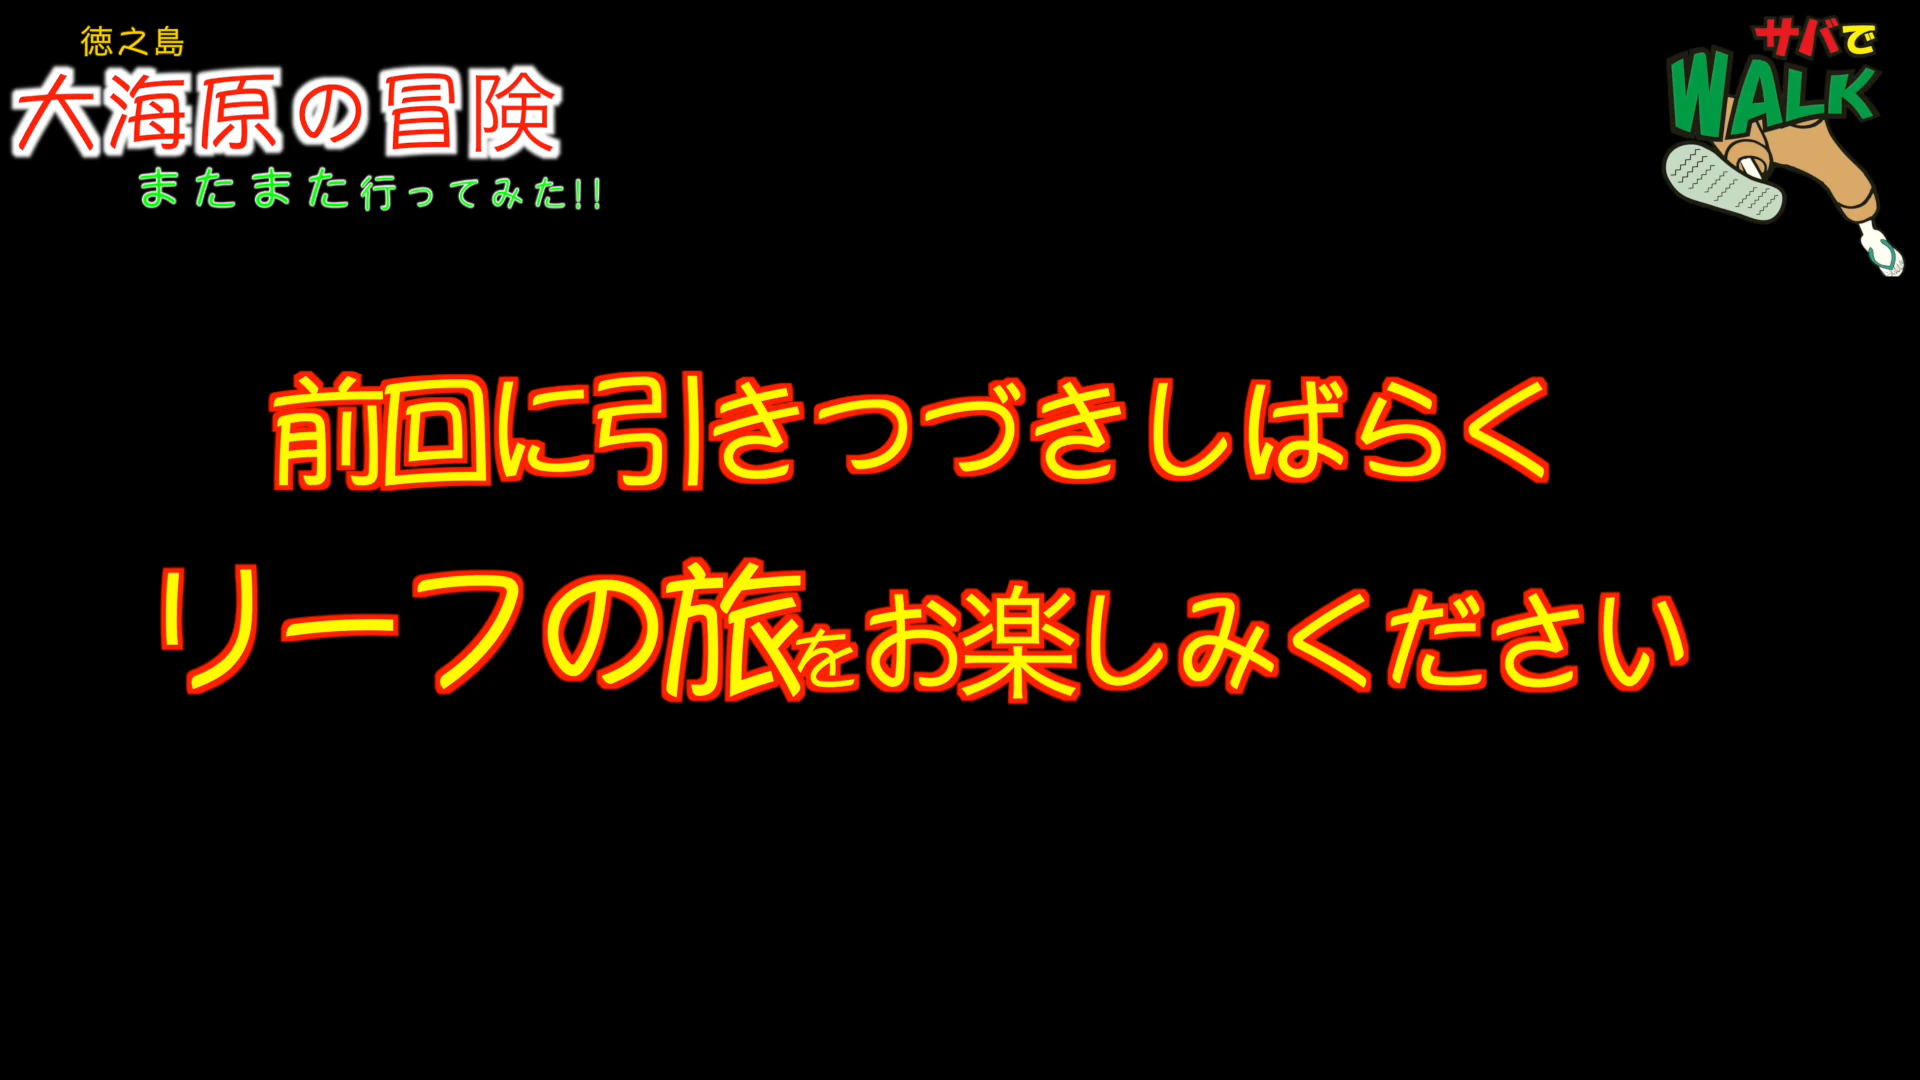 徳之島
大海原の冒険
またまた行ってみた!!
サバで
WALK
前回に引きつづきしばらく
リーフの旅をお楽しみください